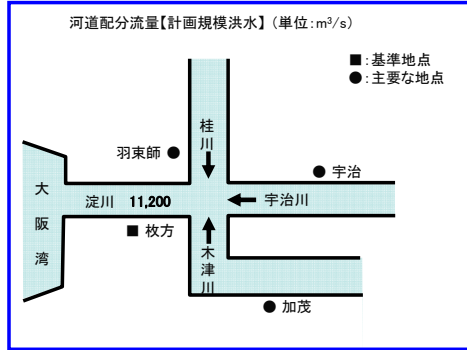 河道配分流量【計画規模洪水】（単位：m³/s）
■：基準地点
●：主要な地点
桂川
羽束師 ●
● 宇治
大阪湾
淀川 11,200
宇治川
■ 枚方
木津川
● 加茂